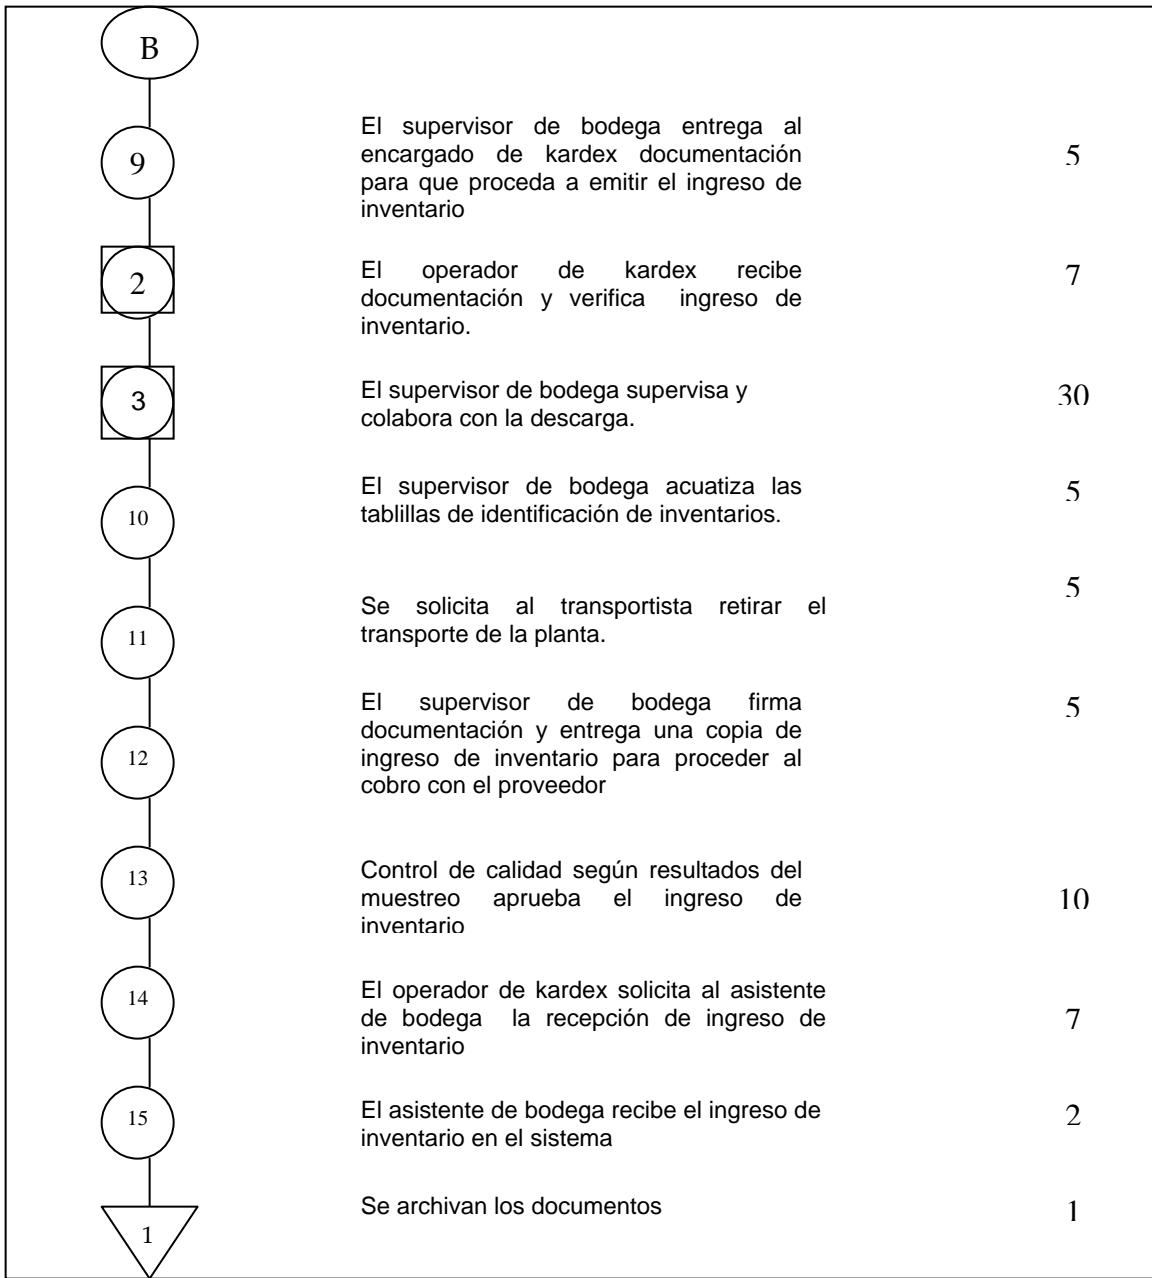 B
9
El supervisor de bodega entrega al
encargado de kardex documentación
para que proceda a emitir el ingreso de
inventario
5
2
El operador de kardex recibe
documentación y verifica ingreso de
inventario.
7
3
El supervisor de bodega supervisa y
colabora con la descarga.
30
10
El supervisor de bodega acuatiza las
tablillas de identificación de inventarios.
5
11
Se solicita al transportista retirar el
transporte de la planta.
5
12
El supervisor de bodega firma
documentación y entrega una copia de
ingreso de inventario para proceder al
cobro con el proveedor
5
13
Control de calidad según resultados del
muestreo aprueba el ingreso de
inventario
10
14
El operador de kardex solicita al asistente
de bodega la recepción de ingreso de
inventario
7
15
El asistente de bodega recibe el ingreso de
inventario en el sistema
2
1
Se archivan los documentos
1